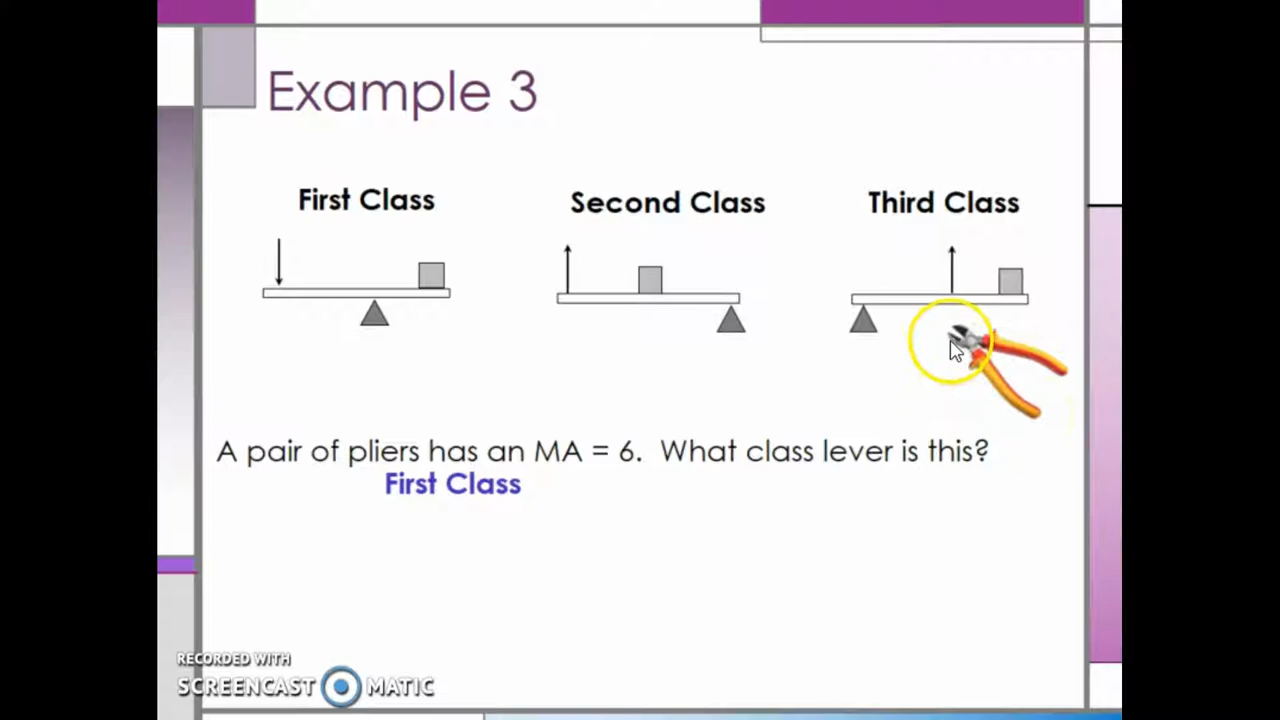 Example 3
First Class
Second Class
Third Class
A pair of pliers has an MA = 6. What class lever is this?
First Class
RECORDED WITH
SCREENCAST MATIC